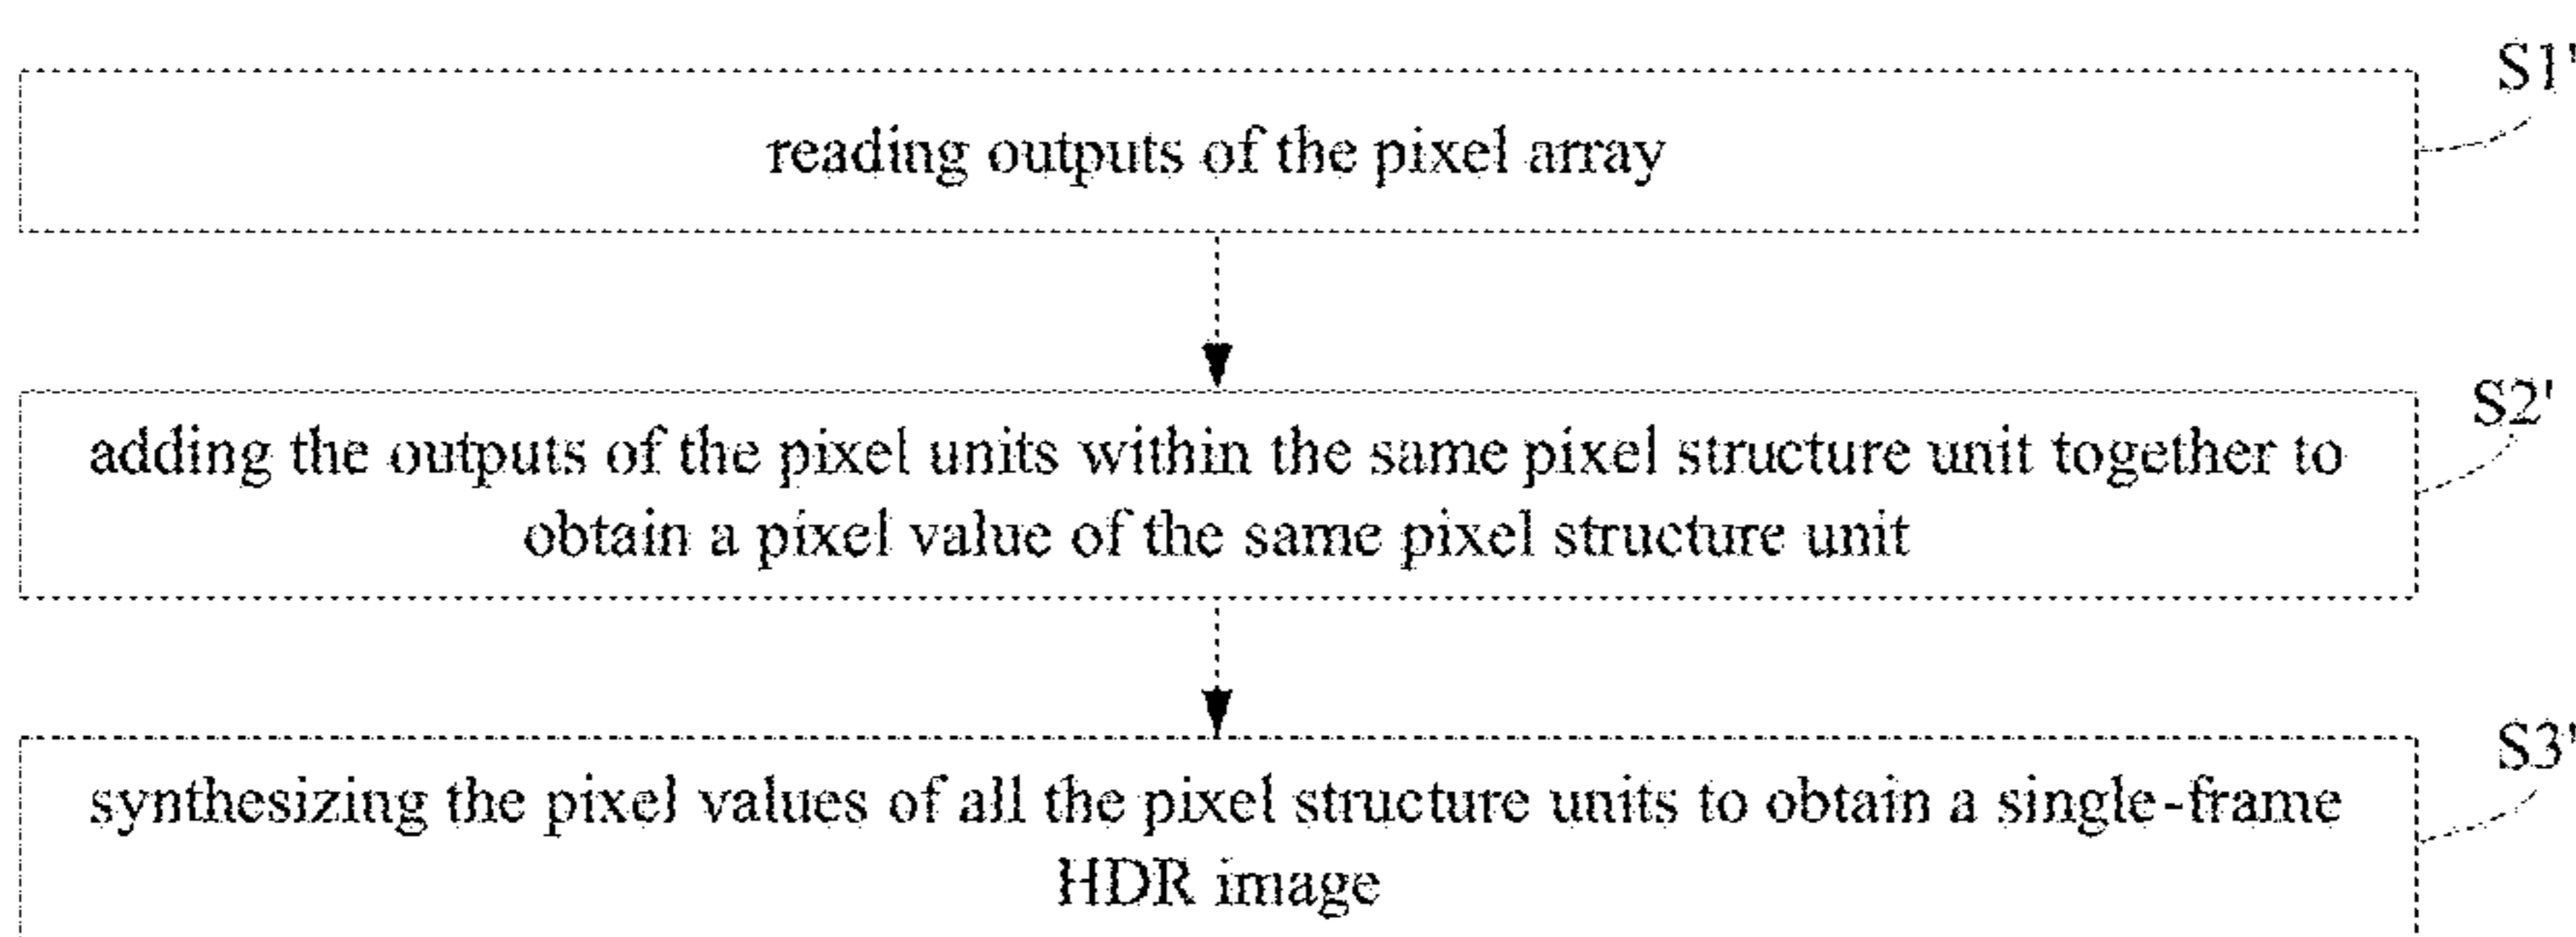 S1'
reading outputs of the pixel array
S2'
adding the outputs of the pixel units within the same pixel structure unit together to
obtain a pixel value of the same pixel structure unit
S3'
synthesizing the pixel values of all the pixel structure units to obtain a single-frame
HDR image